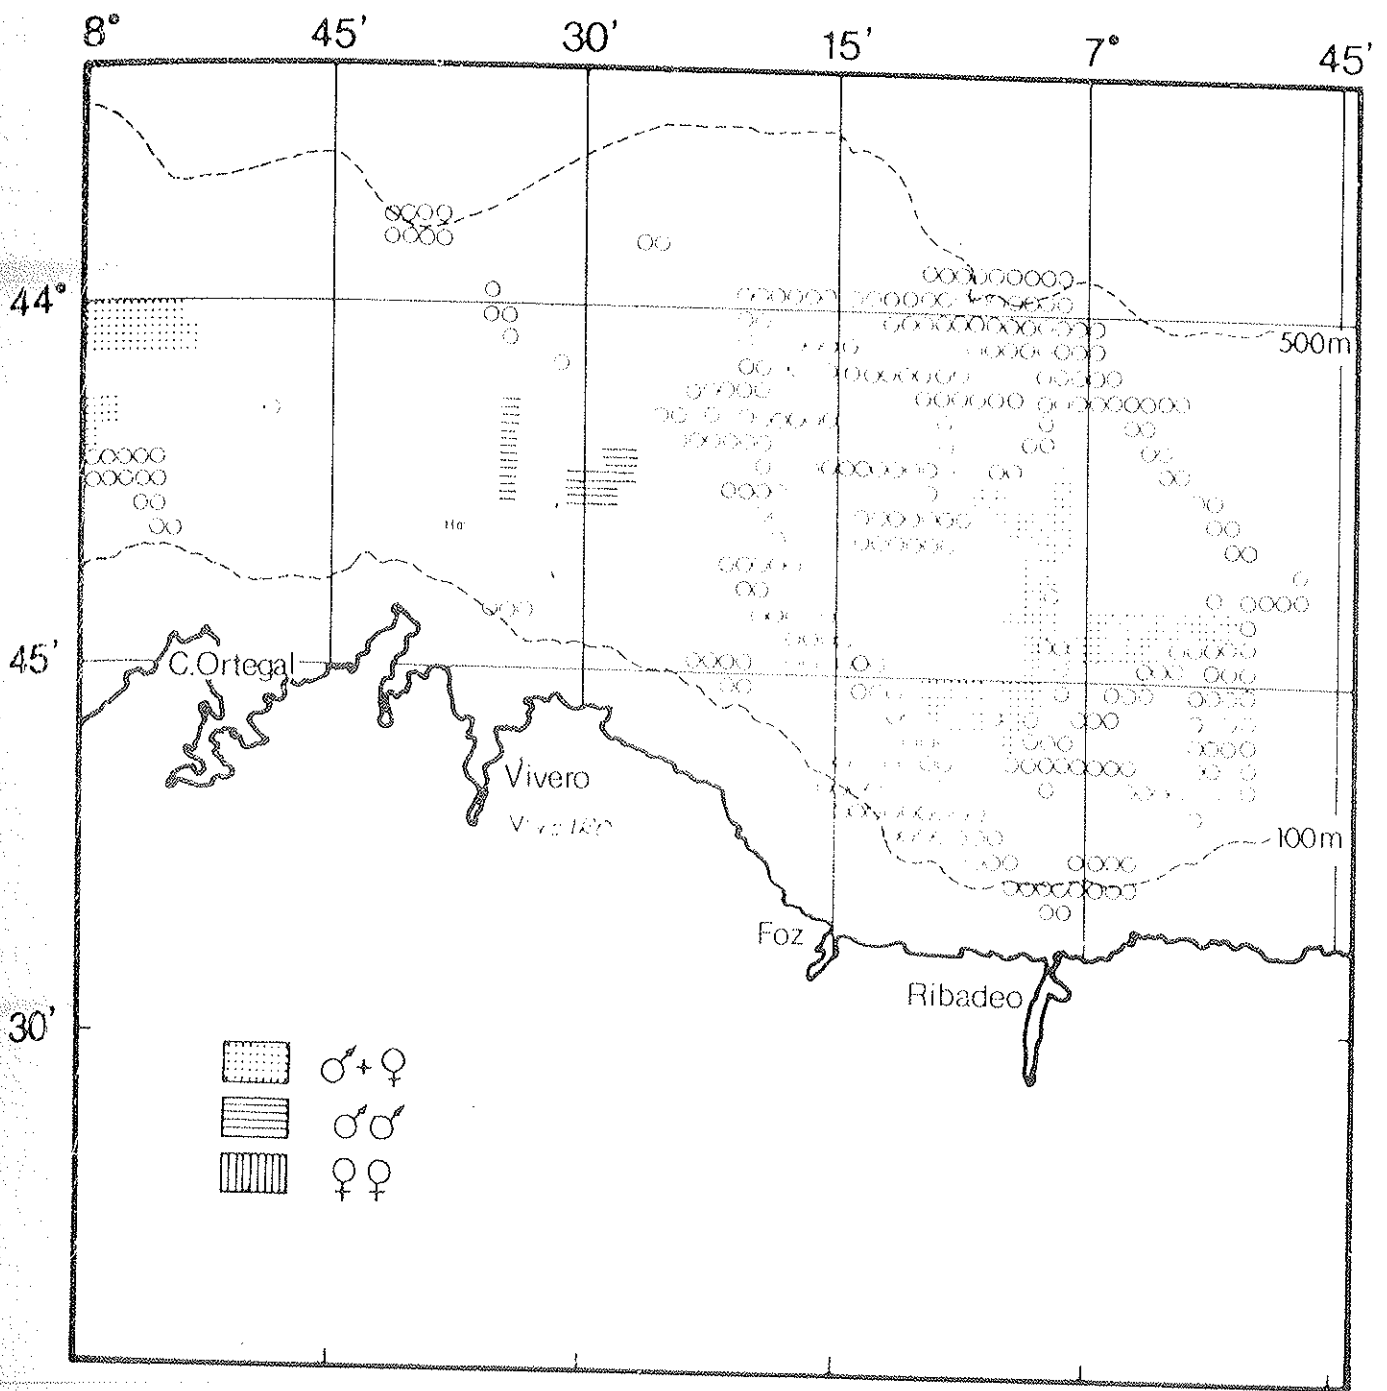 8° 45' 30' 15' 7° 45'
44°
500m
45'
C.Ortegal
Vivero
100m
Foz
Ribadeo
30'
♂+♀
♂♂
♀♀